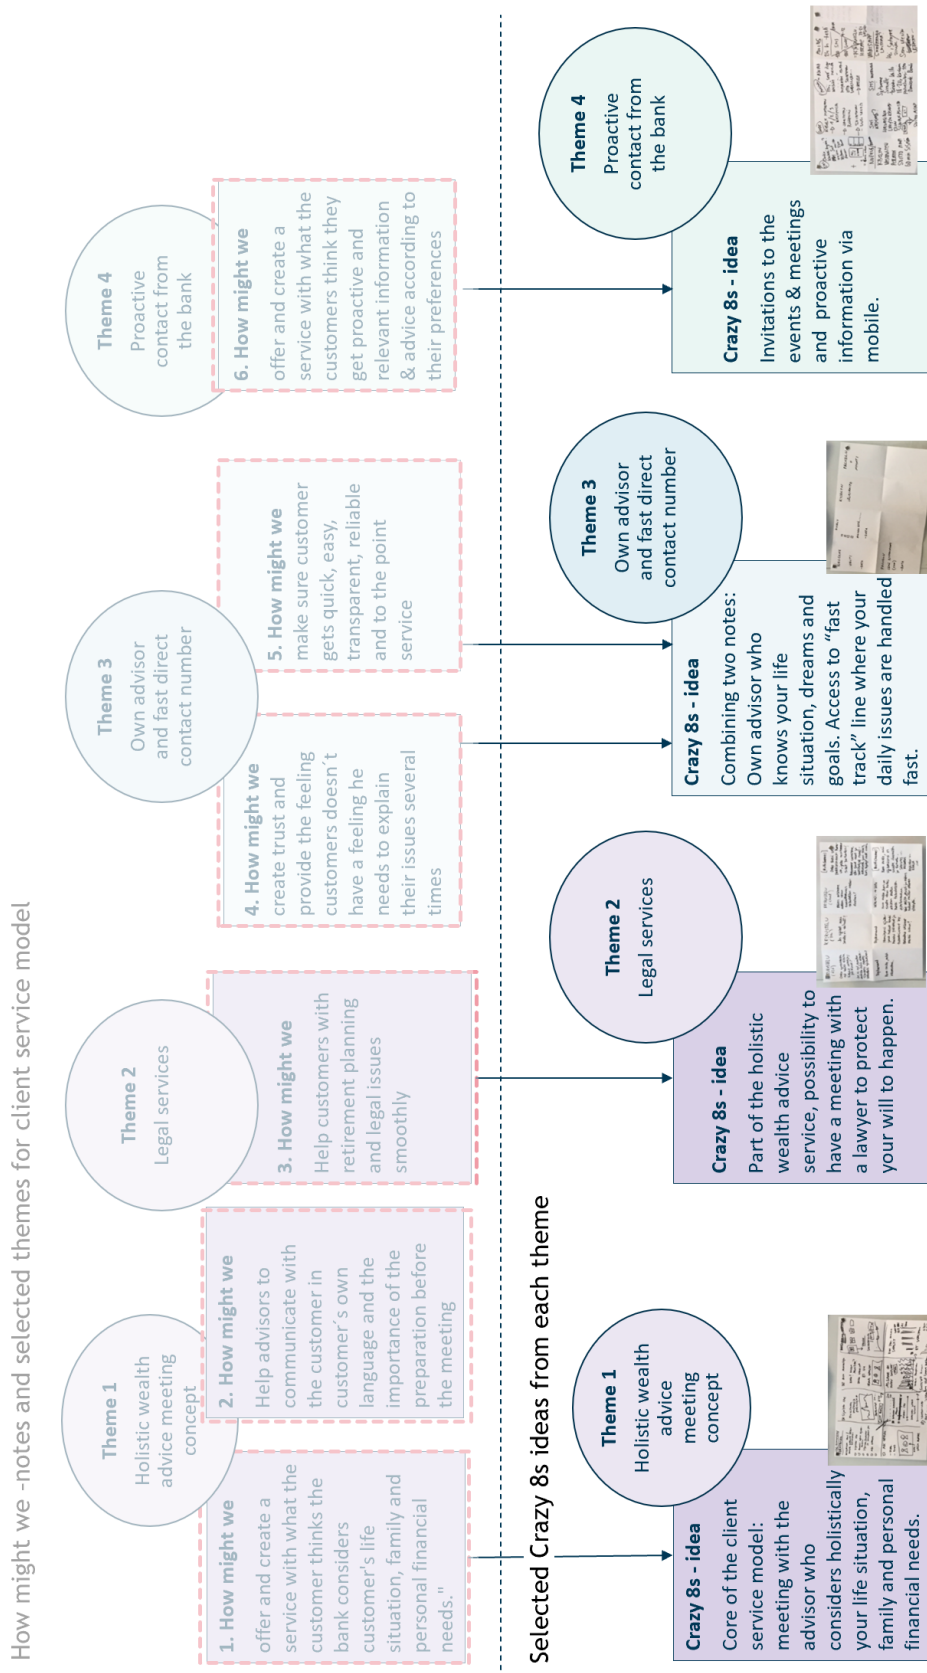 How might we -notes and selected themes for client service model
Theme 1
Holistic wealth
advice meeting
concept
1. How might we
offer and create a
service with what the
customer thinks the
bank considers
customer's life
situation, family and
personal financial
needs."
2. How might we
Help advisors to
communicate with
the customer in
customer´s own
language and the
importance of the
preparation before
the meeting
Theme 2
Legal services
3. How might we
Help customers with
retirement planning
and legal issues
smoothly
Theme 3
Own advisor
and fast direct
contact number
4. How might we
create trust and
provide the feeling
customers doesn´t
have a feeling he
needs to explain
their issues several
times
5. How might we
make sure customer
gets quick, easy,
transparent, reliable
and to the point
service
Theme 4
Proactive
contact from
the bank
6. How might we
offer and create a
service with what the
customers think they
get proactive and
relevant information
& advice according to
their preferences
Selected Crazy 8s ideas from each theme
Theme 1
Holistic wealth
advice
meeting
concept
Crazy 8s - idea
Core of the client
service model:
meeting with the
advisor who
considers holistically
your life situation,
family and personal
financial needs.
Theme 2
Legal services
Crazy 8s - idea
Part of the holistic
wealth advice
service, possibility to
have a meeting with
a lawyer to protect
your will to happen.
Theme 3
Own advisor
and fast direct
contact number
Crazy 8s - idea
Combining two notes:
Own advisor who
knows your life
situation, dreams and
goals. Access to “fast
track” line where your
daily issues are handled
fast.
Theme 4
Proactive
contact from
the bank
Crazy 8s - idea
Invitations to the
events & meetings
and proactive
information via
mobile.